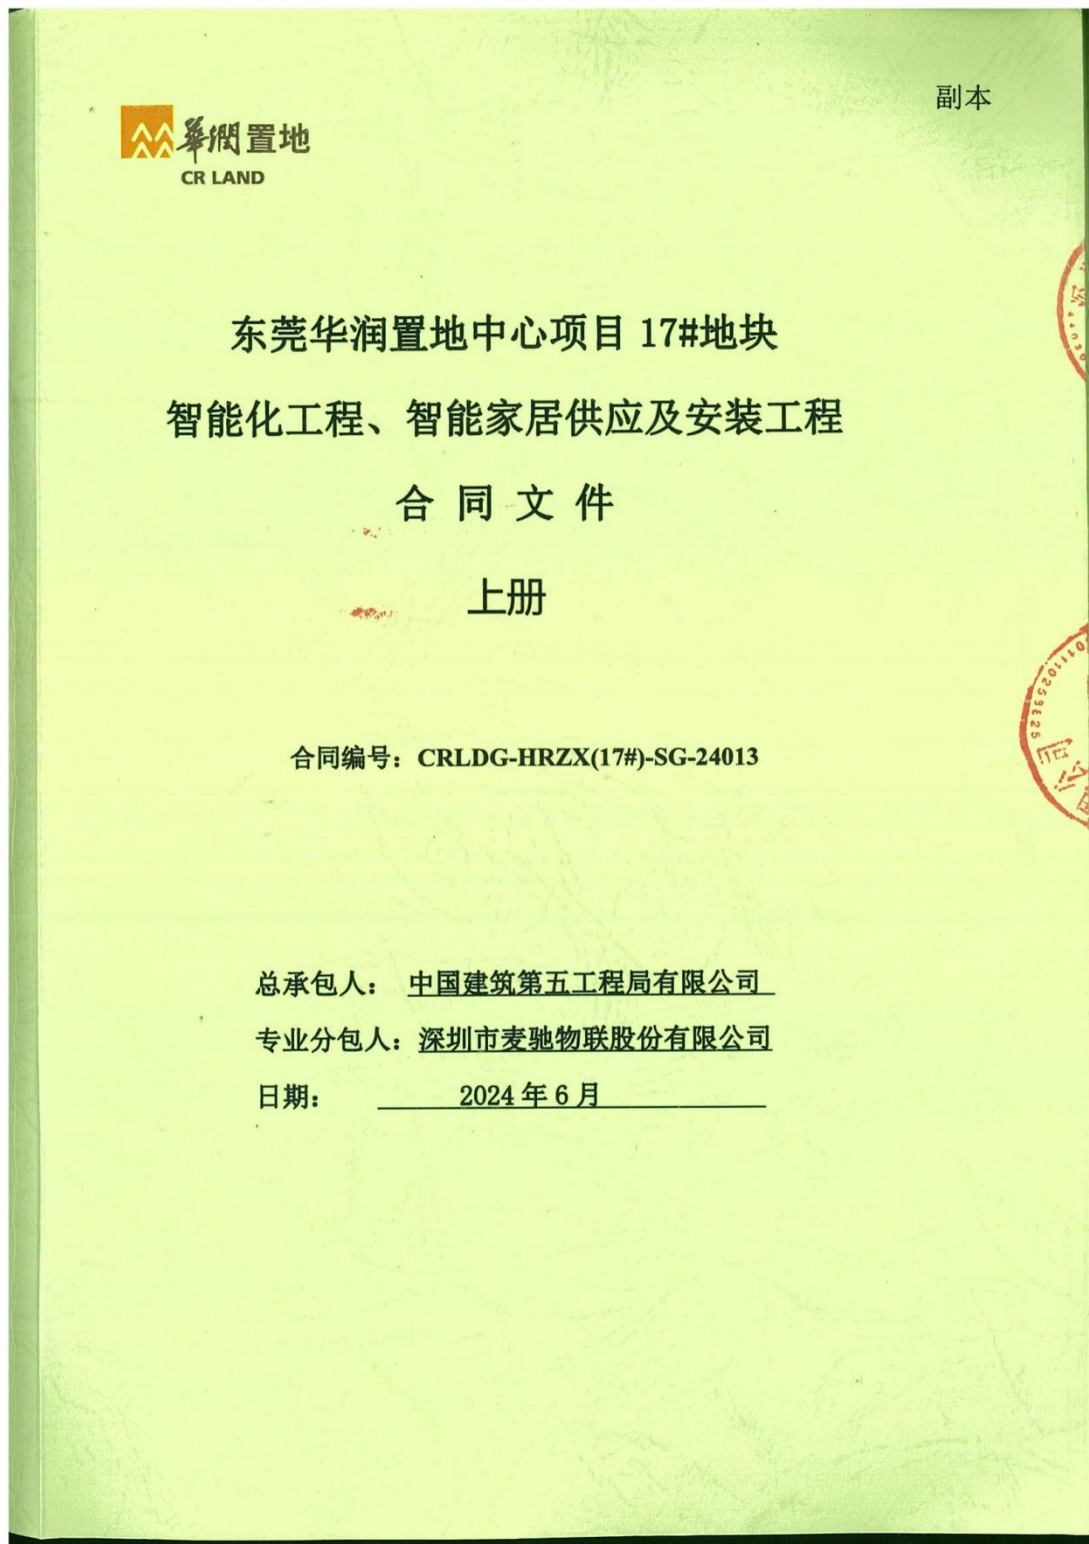 副本
華潤置地
CR LAND
东莞华润置地中心项目 17#地块
智能化工程、智能家居供应及安装工程
合 同 文 件
上册
合同编号：CRLDG-HRZX(17#)-SG-24013
总承包人： 中国建筑第五工程局有限公司
专业分包人：深圳市麦驰物联股份有限公司
日期： 2024 年 6 月
公司